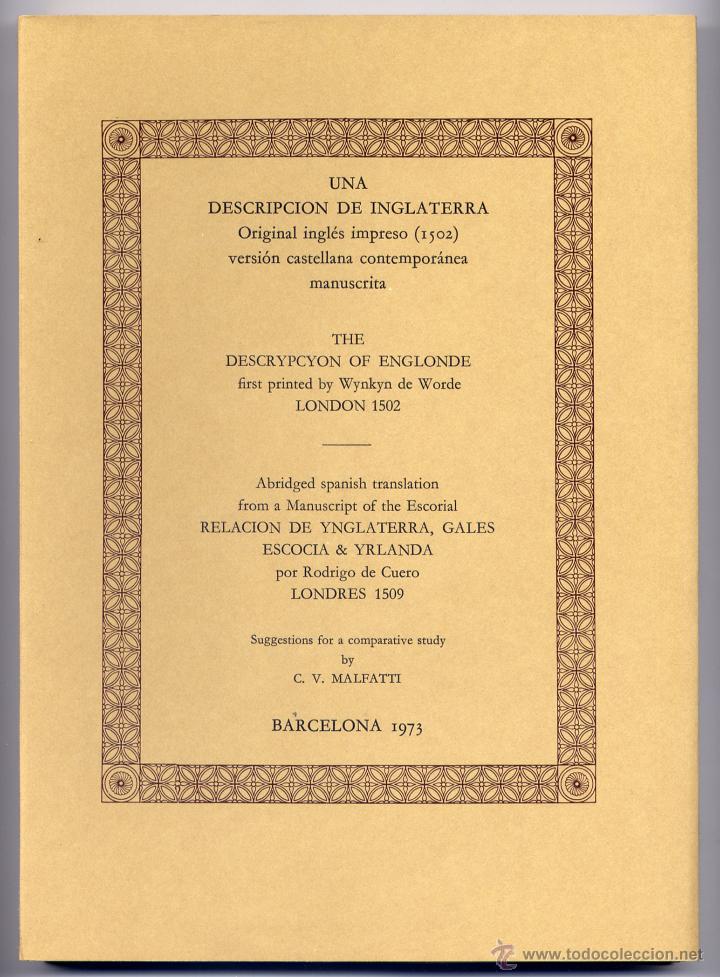 UNA
DESCRIPCION DE INGLATERRA
Original inglés impreso (1502)
versión castellana contemporánea
manuscrita
THE
DESCRYPCYON OF ENGLONDE
first printed by Wynkyn de Worde
LONDON 1502
Abridged spanish translation
from a Manuscript of the Escorial
RELACION DE YNGLATERRA, GALES
ESCOCIA & YRLANDA
por Rodrigo de Cuero
LONDRES 1509
Suggestions for a comparative study
by
C. V. MALFATTI
BARCELONA 1973
www.todocoleccion.net